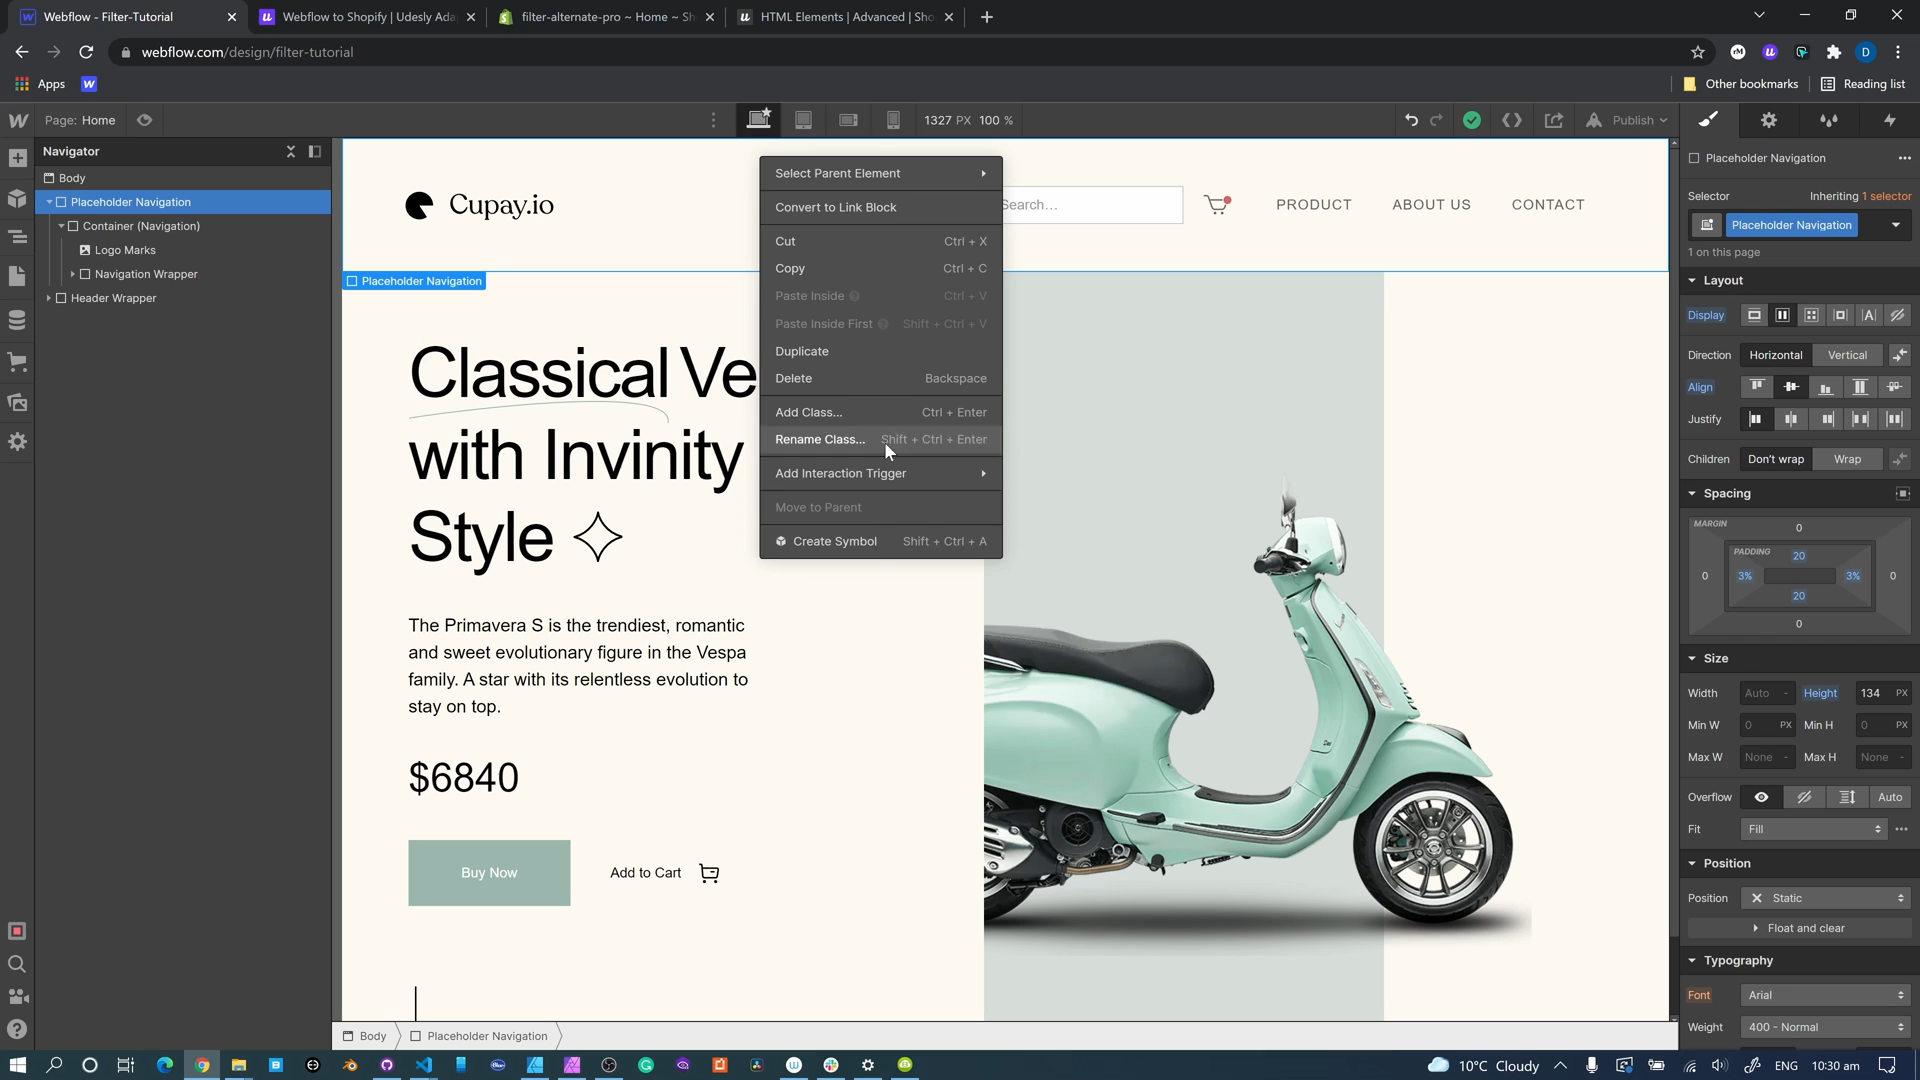 Webflow - Filter-Tutorial
Webflow to Shopify | Udesly Ada
filter-alternate-pro ~ Home ~ Sh
HTML Elements | Advanced | Sho
webflow.com/design/filter-tutorial
Apps
Other bookmarks
Reading list
Page: Home
1327 PX 100 %
Publish
Navigator
Body
Placeholder Navigation
Container (Navigation)
Logo Marks
Navigation Wrapper
Header Wrapper
Cupay.io
Search...
PRODUCT
ABOUT US
CONTACT
Placeholder Navigation
Classical Ve
with Invinity
Style
The Primavera S is the trendiest, romantic
and sweet evolutionary figure in the Vespa
family. A star with its relentless evolution to
stay on top.
$6840
Buy Now
Add to Cart
Select Parent Element
Convert to Link Block
Cut Ctrl + X
Copy Ctrl + C
Paste Inside Ctrl + V
Paste Inside First Shift + Ctrl + V
Duplicate
Delete Backspace
Add Class... Ctrl + Enter
Rename Class... Shift + Ctrl + Enter
Add Interaction Trigger
Move to Parent
Create Symbol Shift + Ctrl + A
Placeholder Navigation
Selector Inheriting 1 selector
Placeholder Navigation
1 on this page
Layout
Display
Direction Horizontal Vertical
Align
Justify
Children Don't wrap Wrap
Spacing
MARGIN 0
PADDING 20
0 3% 3% 0
20
0
Size
Width Auto - Height 134 PX
Min W 0 PX Min H 0 PX
Max W None - Max H None -
Overflow Auto
Fit Fill
Position
Position Static
Float and clear
Typography
Font Arial
Weight 400 - Normal
Body Placeholder Navigation
10°C Cloudy
ENG
10:30 am